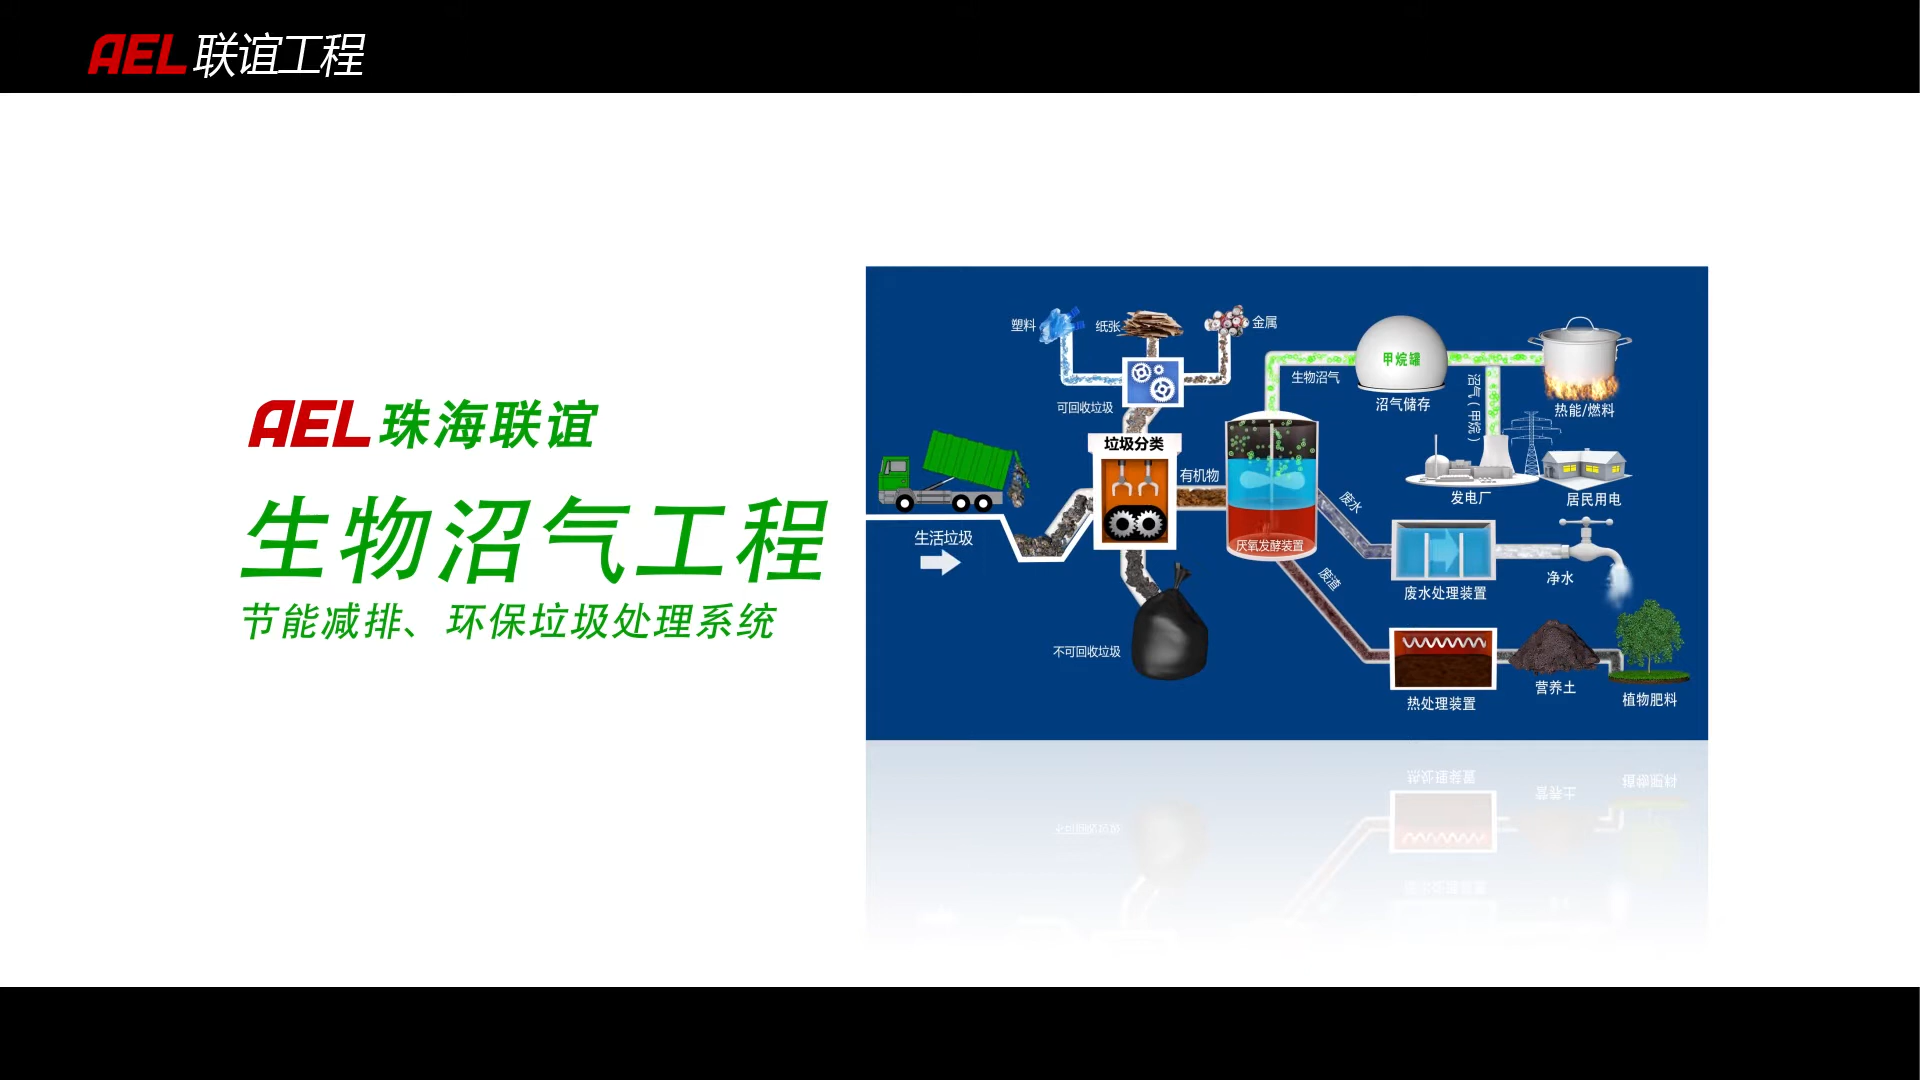 AEL联谊工程
AEL珠海联谊
生物沼气工程
节能减排、环保垃圾处理系统
塑料
纸张
金属
可回收垃圾
垃圾分类
生活垃圾
有机物
不可回收垃圾
生物沼气
甲烷罐
沼气储存
沼气（甲烷）
热能/燃料
发电厂
居民用电
厌氧发酵装置
废水
废水处理装置
净水
废渣
热处理装置
营养土
植物肥料